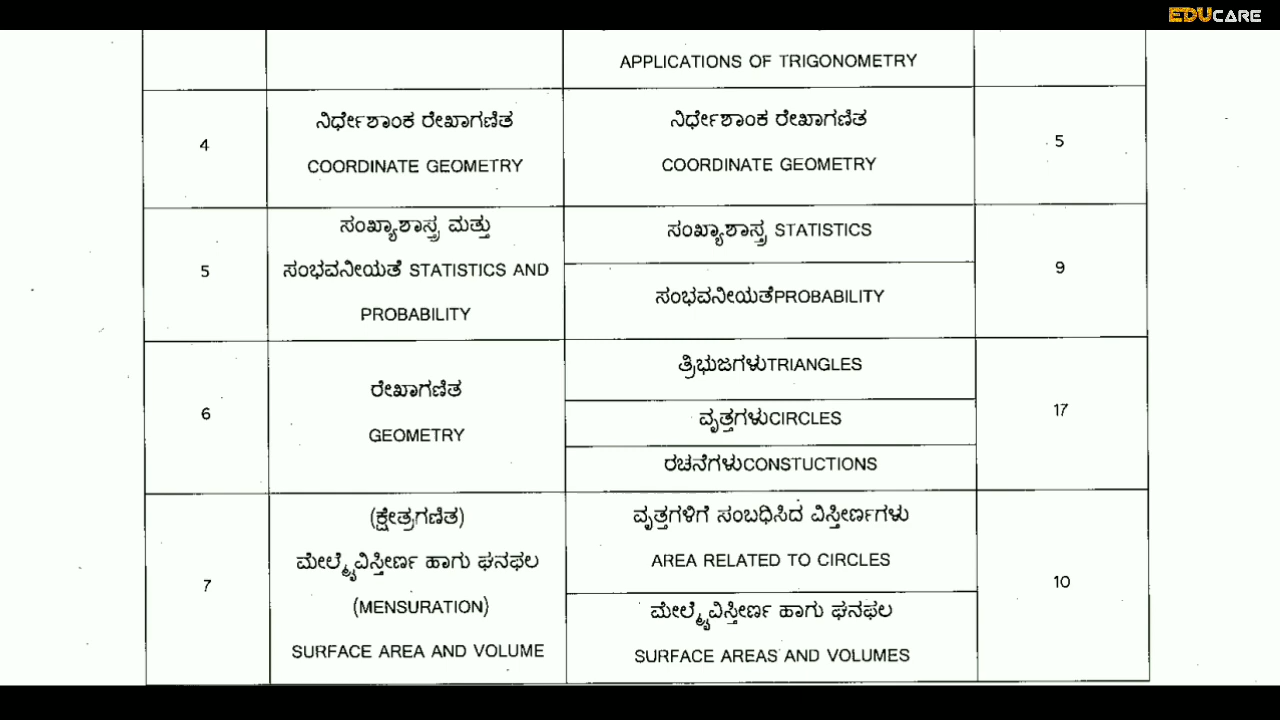 EDUCARE
APPLICATIONS OF TRIGONOMETRY
4
ನಿರ್ಧೇಶಾಂಕ ರೇಖಾಗಣಿತ
COORDINATE GEOMETRY
ನಿರ್ಧೇಶಾಂಕ ರೇಖಾಗಣಿತ
COORDINATE GEOMETRY
5
5
ಸಂಖ್ಯಾಶಾಸ್ತ್ರ ಮತ್ತು
ಸಂಭವನೀಯತೆ STATISTICS AND
PROBABILITY
ಸಂಖ್ಯಾಶಾಸ್ತ್ರ STATISTICS
ಸಂಭವನೀಯತೆPROBABILITY
9
6
ರೇಖಾಗಣಿತ
GEOMETRY
ತ್ರಿಭುಜಗಳುTRIANGLES
ವೃತ್ತಗಳುCIRCLES
ರಚನೆಗಳುCONSTUCTIONS
17
7
(ಕ್ಷೇತ್ರಗಣಿತ)
ಮೇಲ್ಮೈವಿಸ್ತೀರ್ಣ ಹಾಗು ಘನಫಲ
(MENSURATION)
SURFACE AREA AND VOLUME
ವೃತ್ತಗಳಿಗೆ ಸಂಬಧಿಸಿದ ವಿಸ್ತೀರ್ಣಗಳು
AREA RELATED TO CIRCLES
ಮೇಲ್ಮೈವಿಸ್ತೀರ್ಣ ಹಾಗು ಘನಫಲ
SURFACE AREAS AND VOLUMES
10